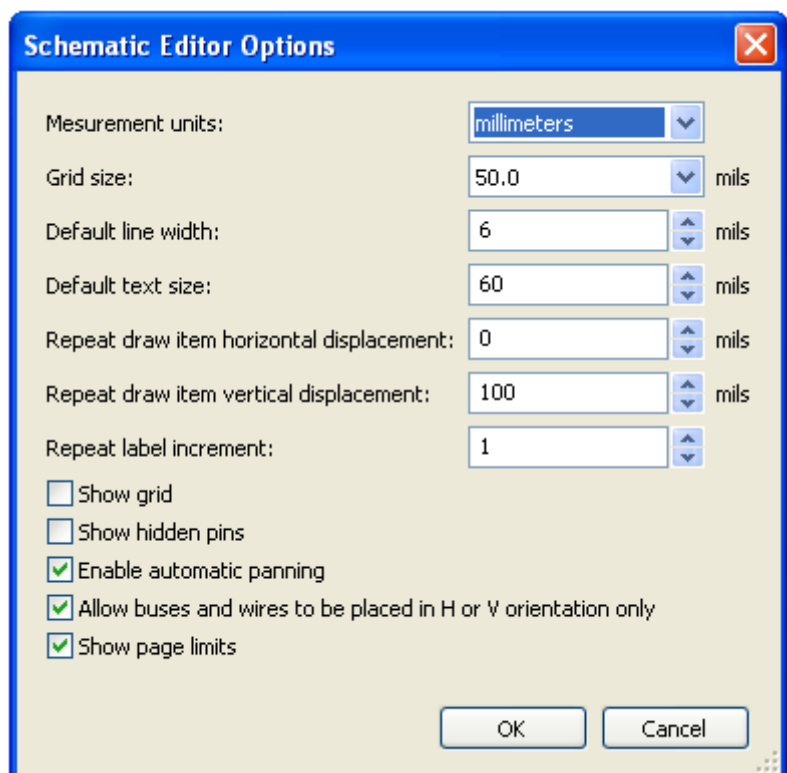 Schematic Editor Options
Mesurement units: millimeters
Grid size: 50.0 mils
Default line width: 6 mils
Default text size: 60 mils
Repeat draw item horizontal displacement: 0 mils
Repeat draw item vertical displacement: 100 mils
Repeat label increment: 1
Show grid
Show hidden pins
Enable automatic panning
Allow buses and wires to be placed in H or V orientation only
Show page limits
OK Cancel